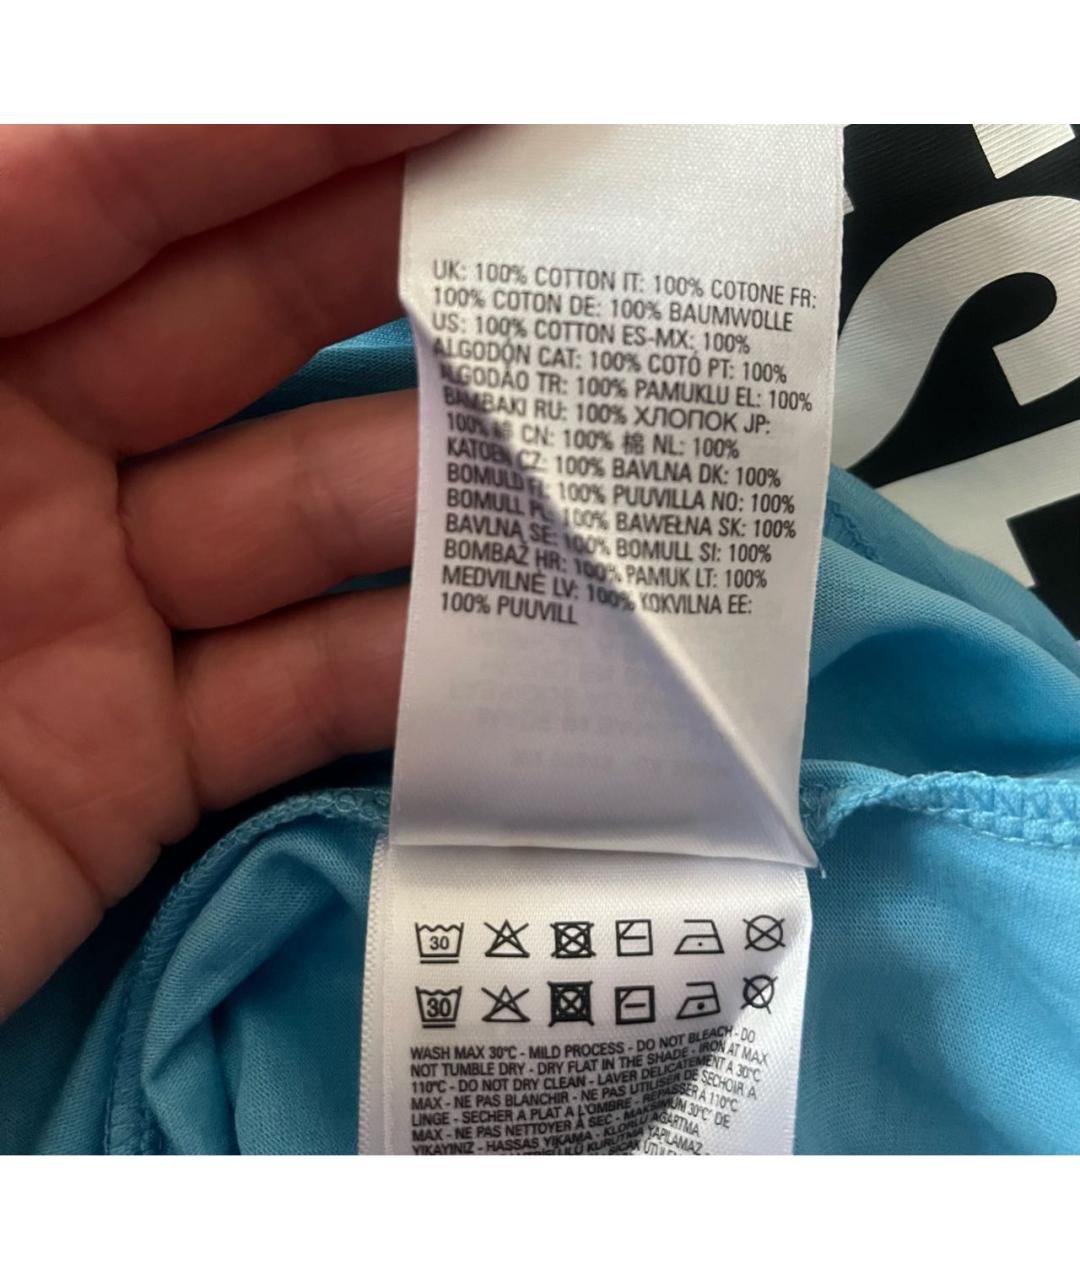 UK: 100% COTTON IT: 100% COTONE FR:
100% COTON DE: 100% BAUMWOLLE
US: 100% COTTON ES-MX: 100%
ALGODÓN CAT: 100% COTÓ PT: 100%
ALGODÃO TR: 100% PAMUKLU EL: 100%
BAMBAKI RU: 100% ХЛОПОК JP:
100% 綿 CN: 100% 棉 NL: 100%
KATOEN CZ: 100% BAVLNA DK: 100%
BOMULD FI: 100% PUUVILLA NO: 100%
BOMULL PL: 100% BAWEŁNA SK: 100%
BAVLNA SE: 100% BOMULL SI: 100%
BOMBAŽ HR: 100% PAMUK LT: 100%
MEDVILNĖ LV: 100% KOKVILNA EE:
100% PUUVILL
30
30
WASH MAX 30°C - MILD PROCESS - DO NOT BLEACH - DO
NOT TUMBLE DRY - DRY FLAT IN THE SHADE - IRON AT MAX
110°C - DO NOT DRY CLEAN - LAVER DELICATEMENT A 30°C
MAX - NE PAS BLANCHIR - NE PAS UTILISER DE SECHOIR A
LINGE - SECHER A PLAT A L'OMBRE - REPASSER A 110°C
MAX - NE PAS NETTOYER À SEC - MAKSIMUM 30°C' DE
YIKAYINIZ - HASSAS YIKAMA - KLORLU AGARTMA
YAPILAMAZ -
KURUTMA